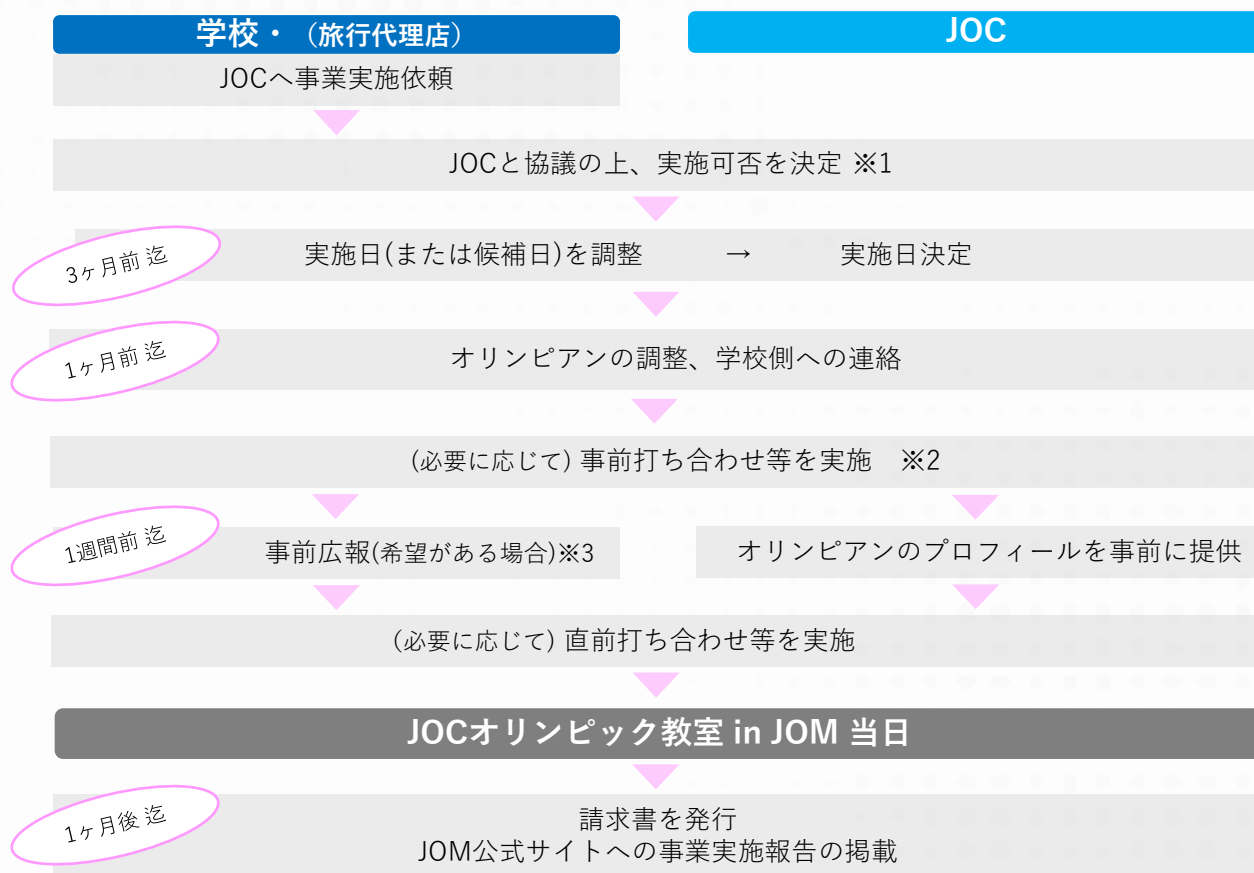 学校・（旅行代理店）
JOC
JOCへ事業実施依頼
JOCと協議の上、実施可否を決定 ※1
3ヶ月前 迄
実施日(または候補日)を調整 → 実施日決定
1ヶ月前 迄
オリンピアンの調整、学校側への連絡
(必要に応じて) 事前打ち合わせ等を実施 ※2
1週間前 迄
事前広報(希望がある場合)※3
オリンピアンのプロフィールを事前に提供
(必要に応じて) 直前打ち合わせ等を実施
JOCオリンピック教室 in JOM 当日
1ヶ月後 迄
請求書を発行
JOM公式サイトへの事業実施報告の掲載